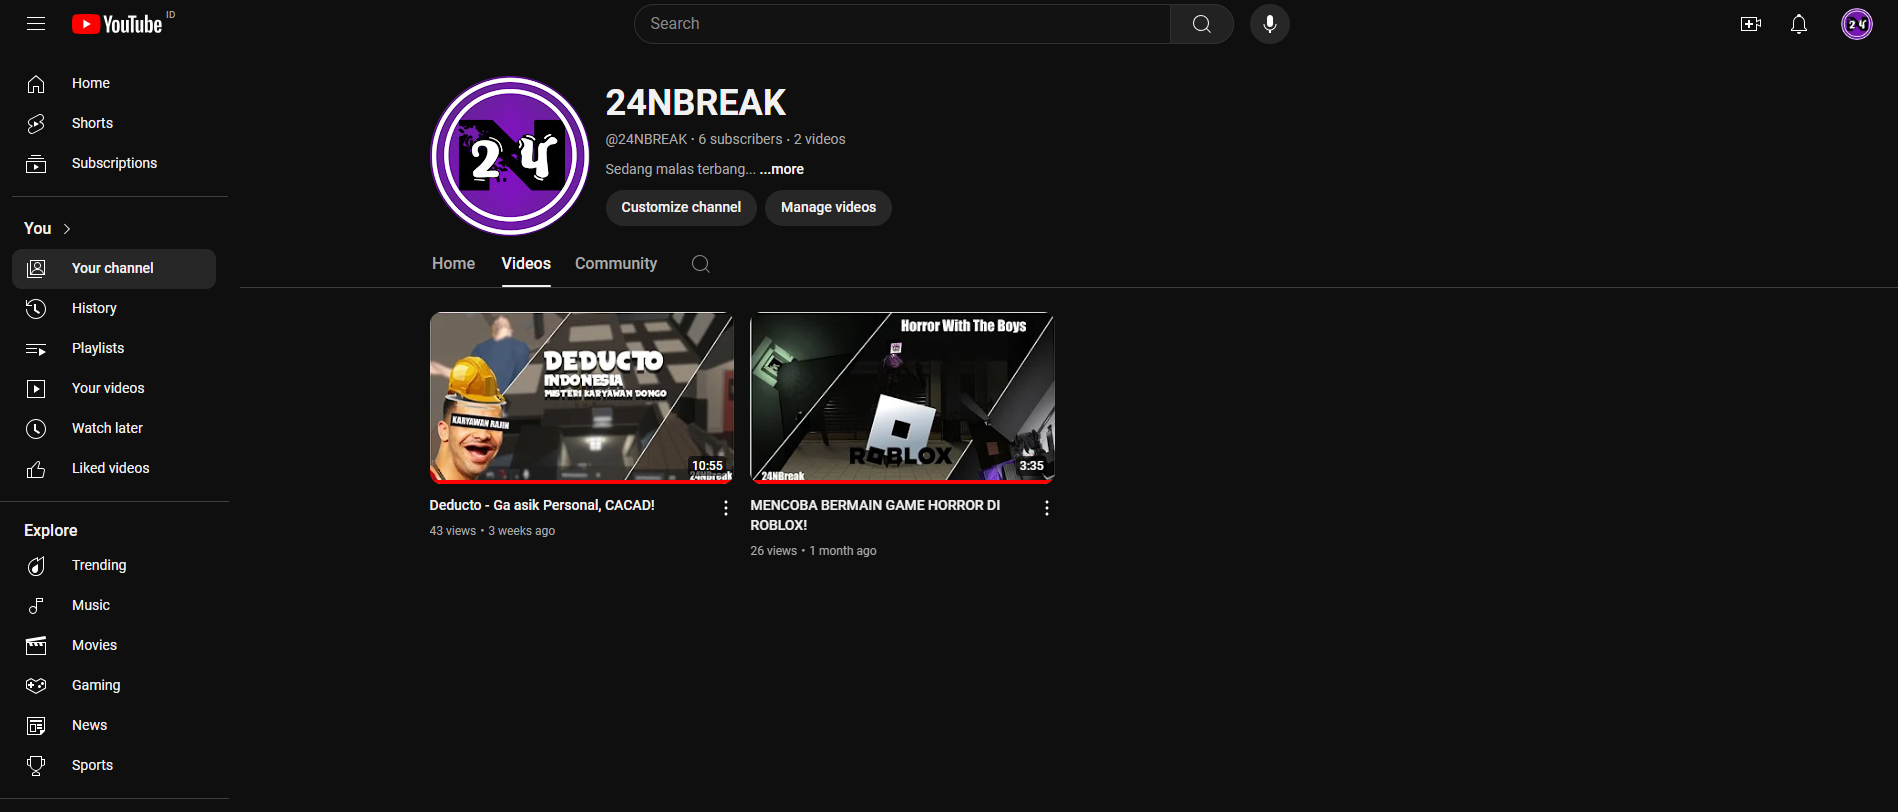 YouTube ID
Search
24
Home
Shorts
Subscriptions
You
Your channel
History
Playlists
Your videos
Watch later
Liked videos
Explore
Trending
Music
Movies
Gaming
News
Sports
N
24
24NBREAK
@24NBREAK · 6 subscribers · 2 videos
Sedang malas terbang... ...more
Customize channel
Manage videos
Home
Videos
Community
DEDUCTO
INDONESIA
MISTERI KARYAWAN DONGO
KARYAWAN RAJIN
10:55
24NBreak
Deducto - Ga asik Personal, CACAD!
43 views • 3 weeks ago
Horror With The Boys
ROBLOX
3:35
24NBreak
MENCOBA BERMAIN GAME HORROR DI
ROBLOX!
26 views • 1 month ago